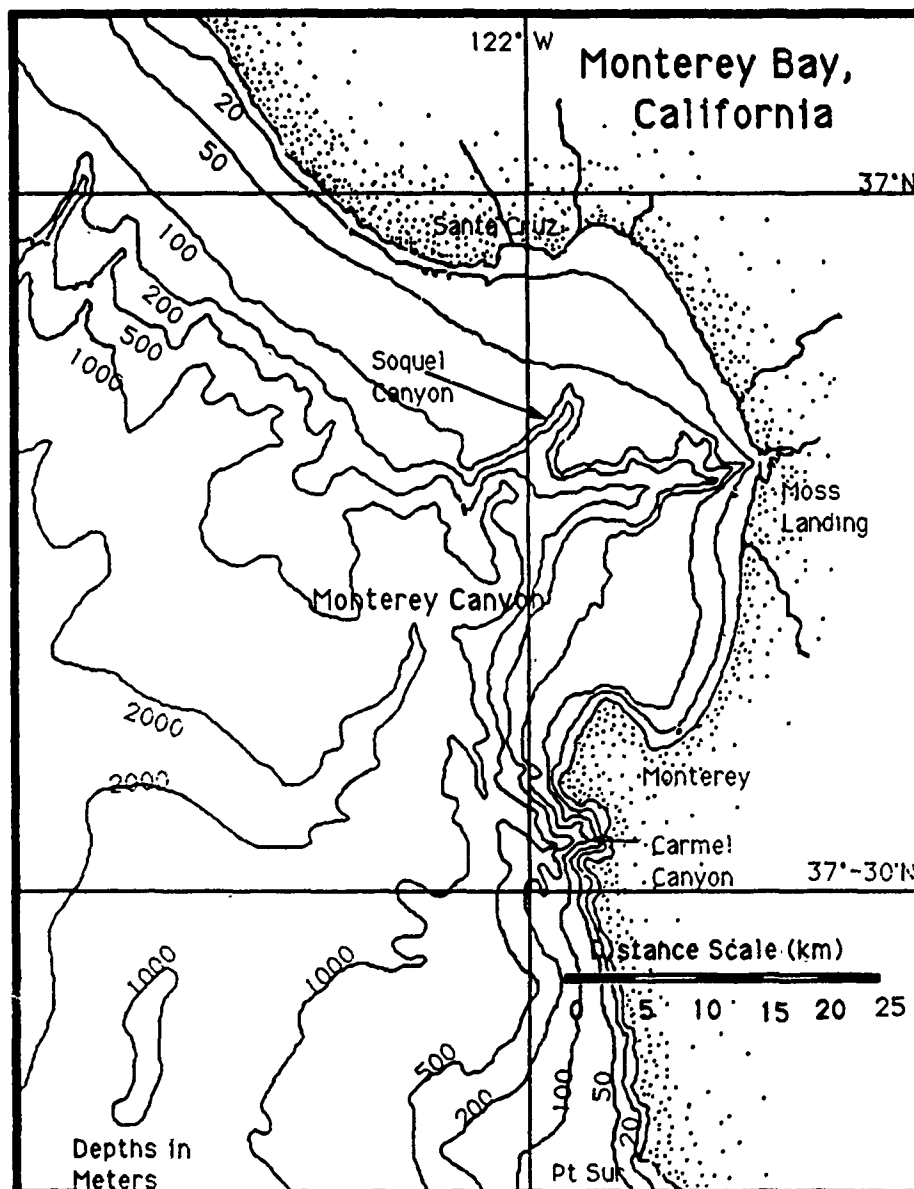 122° W
Monterey Bay,
California
20
50
37°N
Santa Cruz
100
200
500
1000
Soquel
Canyon
Moss
Landing
Monterey Canyon
2000
2000
Monterey
Carmel
Canyon
37°-30'N
Distance Scale (km)
0 5 10 15 20 25
1000
1000
500
200
100
50
20
Depths in
Meters
Pt Sur